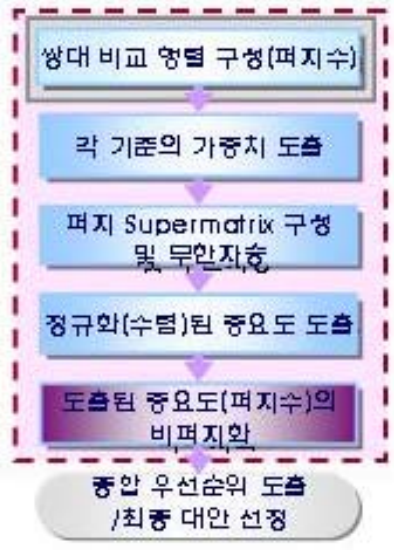 쌍대 비교 행렬 구성(퍼지수)
각 기준의 가중치 도출
퍼지 Supermatrix 구성
및 무한자승
정규화(수렴)된 중요도 도출
도출된 중요도(퍼지수)의
비퍼지화
종합 우선순위 도출
/최종 대안 선정